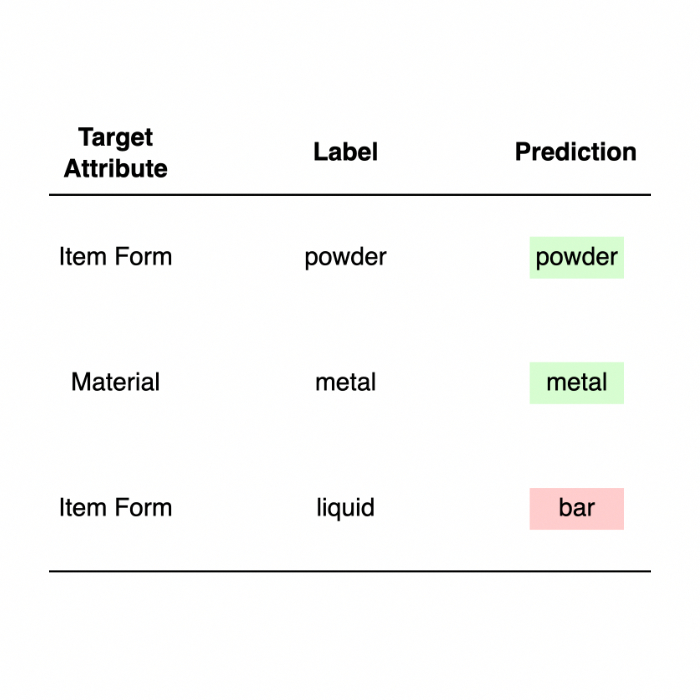 Target Attribute Label Prediction
Item Form powder powder
Material metal metal
Item Form liquid bar